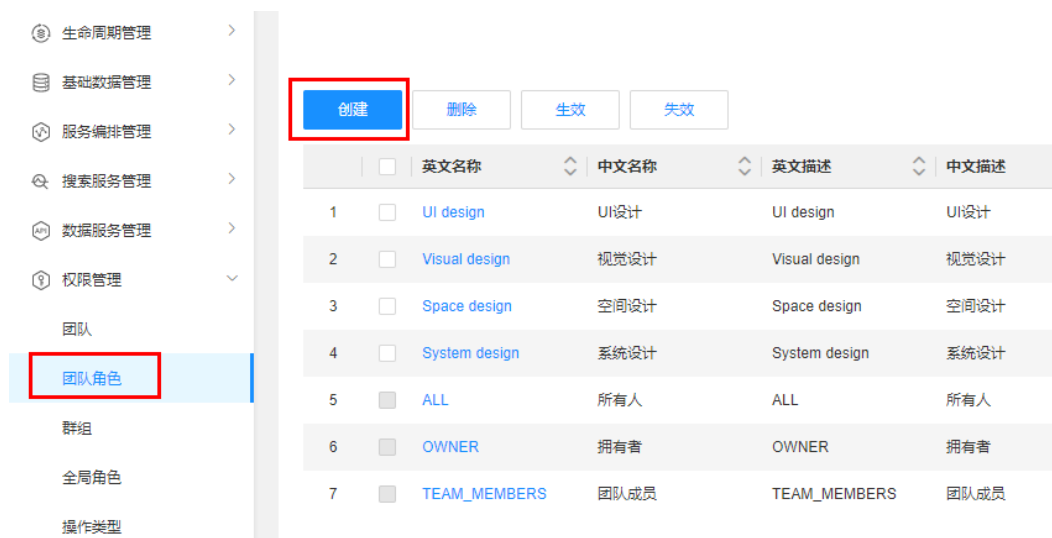 生命周期管理
基础数据管理
服务编排管理
搜索服务管理
API 数据服务管理
权限管理
团队
团队角色
群组
全局角色
操作类型
创建 删除 生效 失效
英文名称 中文名称 英文描述 中文描述
1 UI design UI设计 UI design UI设计
2 Visual design 视觉设计 Visual design 视觉设计
3 Space design 空间设计 Space design 空间设计
4 System design 系统设计 System design 系统设计
5 ALL 所有人 ALL 所有人
6 OWNER 拥有者 OWNER 拥有者
7 TEAM_MEMBERS 团队成员 TEAM_MEMBERS 团队成员